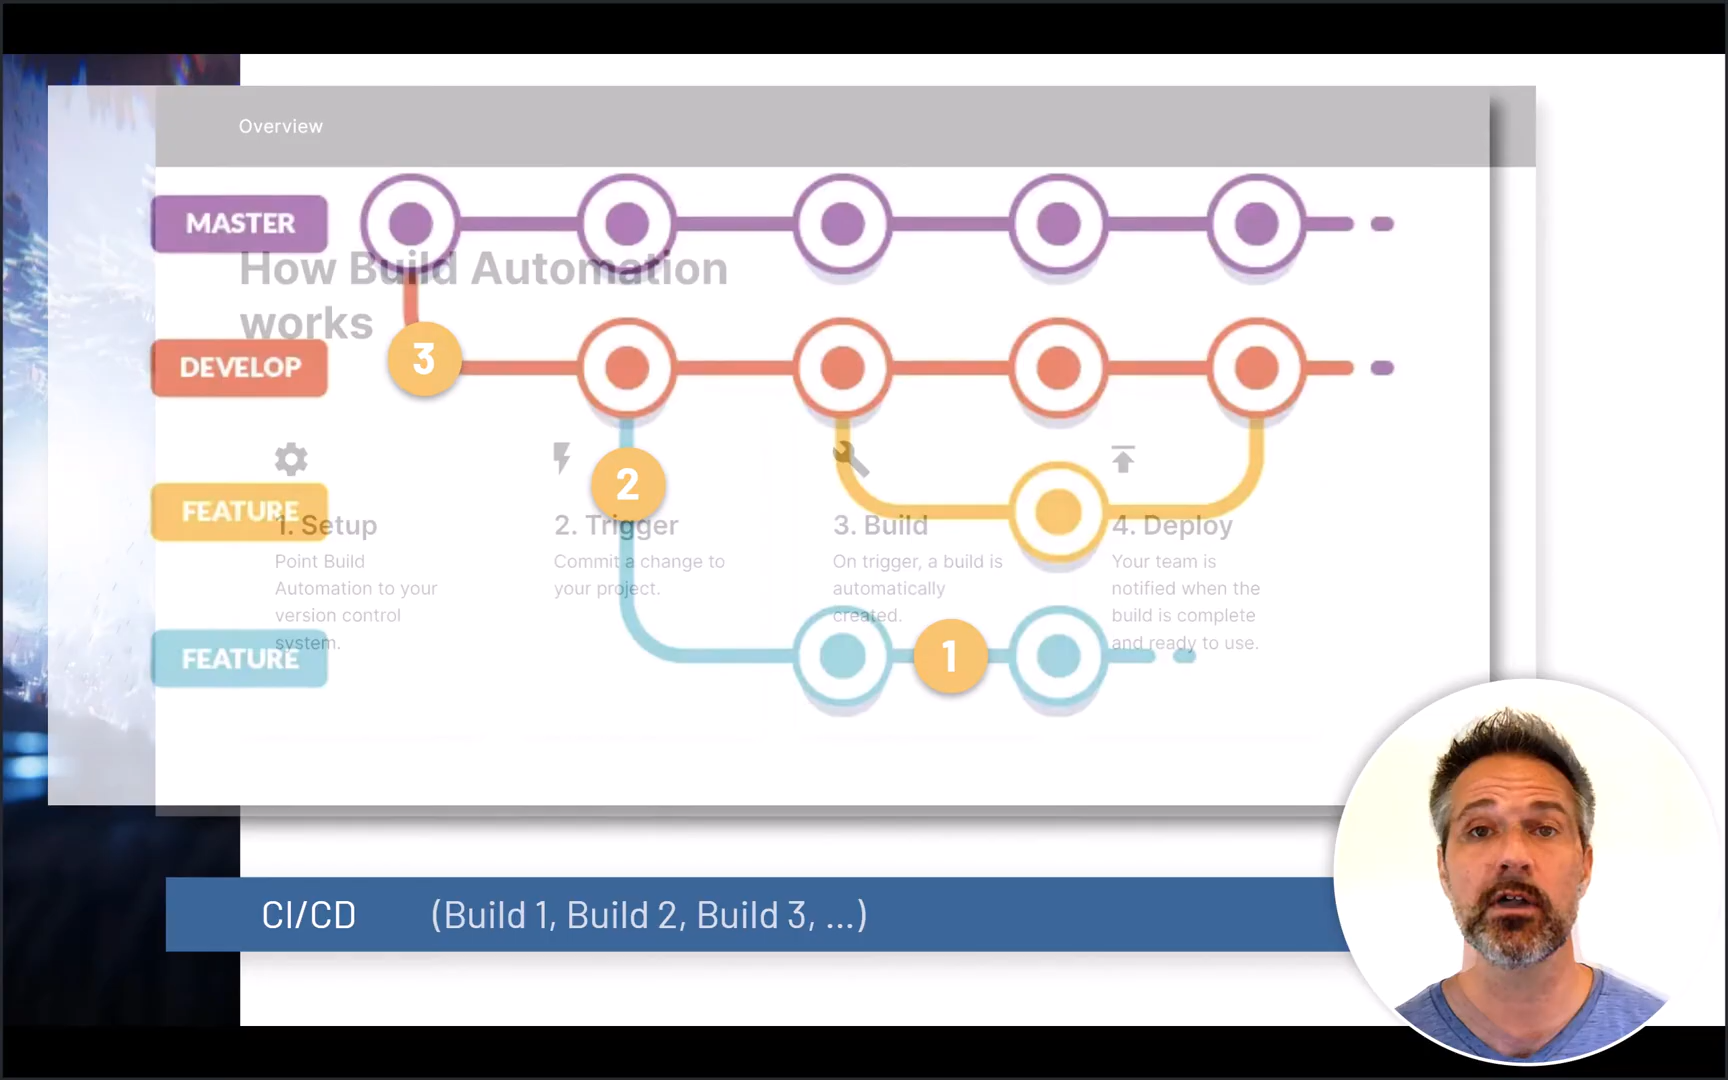 Overview
MASTER
How Build Automation
works
DEVELOP
3
2
FEATURE
1. Setup
Point Build
Automation to your
version control
system.
2. Trigger
Commit a change to
your project.
3. Build
On trigger, a build is
automatically
created.
4. Deploy
Your team is
notified when the
build is complete
and ready to use.
FEATURE
1
CI/CD (Build 1, Build 2, Build 3, ...)